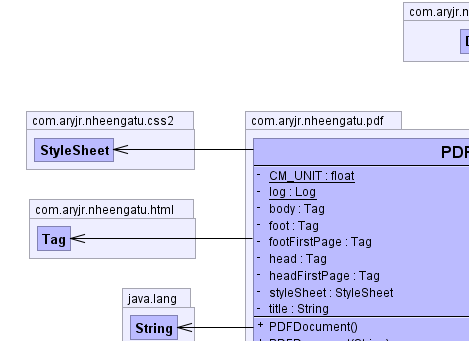 com.aryjr.n
com.aryjr.nheengatu.css2
StyleSheet
com.aryjr.nheengatu.pdf
PDF
- CM_UNIT : float
- log : Log
- body : Tag
- foot : Tag
- footFirstPage : Tag
- head : Tag
- headFirstPage : Tag
- styleSheet : StyleSheet
- title : String
+ PDFDocument()
com.aryjr.nheengatu.html
Tag
java.lang
String